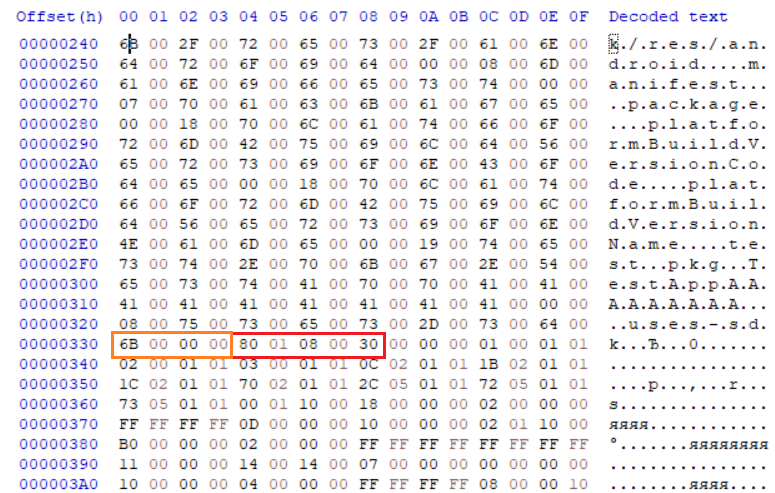 Offset(h) 00 01 02 03 04 05 06 07 08 09 0A 0B 0C 0D 0E 0F Decoded text
00000240 6B 00 2F 00 72 00 65 00 73 00 2F 00 61 00 6E 00 k./.r.e.s./.a.n.
00000250 64 00 72 00 6F 00 69 00 64 00 00 00 08 00 6D 00 d.r.o.i.d.....m.
00000260 61 00 6E 00 69 00 66 00 65 00 73 00 74 00 00 00 a.n.i.f.e.s.t...
00000270 07 00 70 00 61 00 63 00 6B 00 61 00 67 00 65 00 ..p.a.c.k.a.g.e.
00000280 00 00 18 00 70 00 6C 00 61 00 74 00 66 00 6F 00 ....p.l.a.t.f.o.
00000290 72 00 6D 00 42 00 75 00 69 00 6C 00 64 00 56 00 r.m.B.u.i.l.d.V.
000002A0 65 00 72 00 73 00 69 00 6F 00 6E 00 43 00 6F 00 e.r.s.i.o.n.C.o.
000002B0 64 00 65 00 00 00 18 00 70 00 6C 00 61 00 74 00 d.e.....p.l.a.t.
000002C0 66 00 6F 00 72 00 6D 00 42 00 75 00 69 00 6C 00 f.o.r.m.B.u.i.l.
000002D0 64 00 56 00 65 00 72 00 73 00 69 00 6F 00 6E 00 d.V.e.r.s.i.o.n.
000002E0 4E 00 61 00 6D 00 65 00 00 00 19 00 74 00 65 00 N.a.m.e.....t.e.
000002F0 73 00 74 00 2E 00 70 00 6B 00 67 00 2E 00 54 00 s.t...p.k.g...T.
00000300 65 00 73 00 74 00 41 00 70 00 70 00 41 00 41 00 e.s.t.A.p.p.A.A.
00000310 41 00 41 00 41 00 41 00 41 00 41 00 41 00 00 00 A.A.A.A.A.A.A...
00000320 08 00 75 00 73 00 65 00 73 00 2D 00 73 00 64 00 ..u.s.e.s.-.s.d.
00000330 6B 00 00 00 80 01 08 00 30 00 00 00 01 00 01 01 k...Ђ...0.......
00000340 02 00 01 01 03 00 01 01 0C 02 01 01 1B 02 01 01 ................
00000350 1C 02 01 01 70 02 01 01 2C 05 01 01 72 05 01 01 ....p...,...r...
00000360 73 05 01 01 00 01 10 00 18 00 00 00 02 00 00 00 s...............
00000370 FF FF FF FF 0D 00 00 00 10 00 00 00 02 01 10 00 яяяя............
00000380 B0 00 00 00 02 00 00 00 FF FF FF FF FF FF FF FF °.......яяяяяяяя
00000390 11 00 00 00 14 00 14 00 07 00 00 00 00 00 00 00 ................
000003A0 10 00 00 00 04 00 00 00 FF FF FF FF 08 00 00 10 ........яяяя....